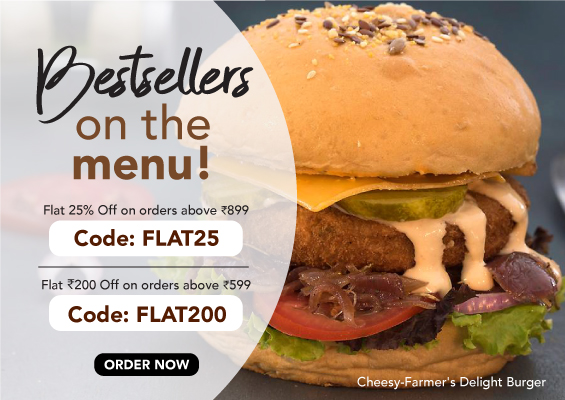 Bestsellers
on the
menu!
Flat 25% Off on orders above ₹899
Code: FLAT25
Flat ₹200 Off on orders above ₹599
Code: FLAT200
ORDER NOW
Cheesy-Farmer's Delight Burger